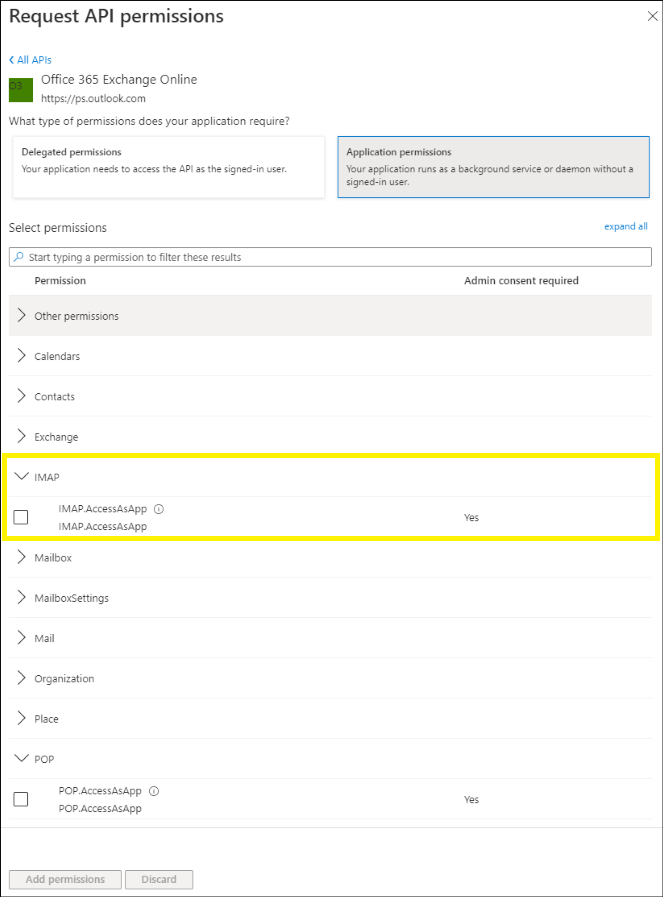 Request API permissions
All APIs
O3
Office 365 Exchange Online
https://ps.outlook.com
What type of permissions does your application require?
Delegated permissions
Your application needs to access the API as the signed-in user.
Application permissions
Your application runs as a background service or daemon without a
signed-in user.
Select permissions
expand all
Start typing a permission to filter these results
Permission
Admin consent required
Other permissions
Calendars
Contacts
Exchange
IMAP
IMAP.AccessAsApp
IMAP.AccessAsApp
Yes
Mailbox
MailboxSettings
Mail
Organization
Place
POP
POP.AccessAsApp
POP.AccessAsApp
Yes
Add permissions
Discard